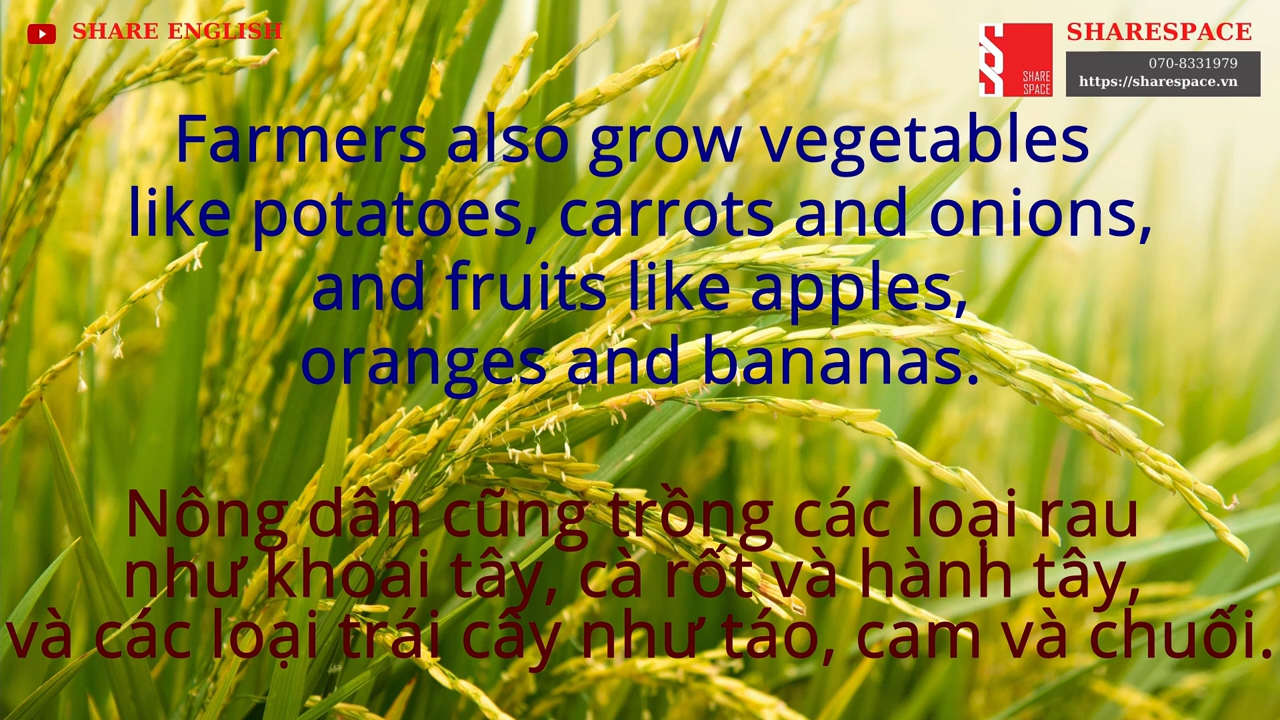 SHARE ENGLISH
SHARESPACE
070-8331979
https://sharespace.vn
SHARE
SPACE
Farmers also grow vegetables
like potatoes, carrots and onions,
and fruits like apples,
oranges and bananas.
Nông dân cũng trồng các loại rau
như khoai tây, cà rốt và hành tây,
và các loại trái cây như táo, cam và chuối.